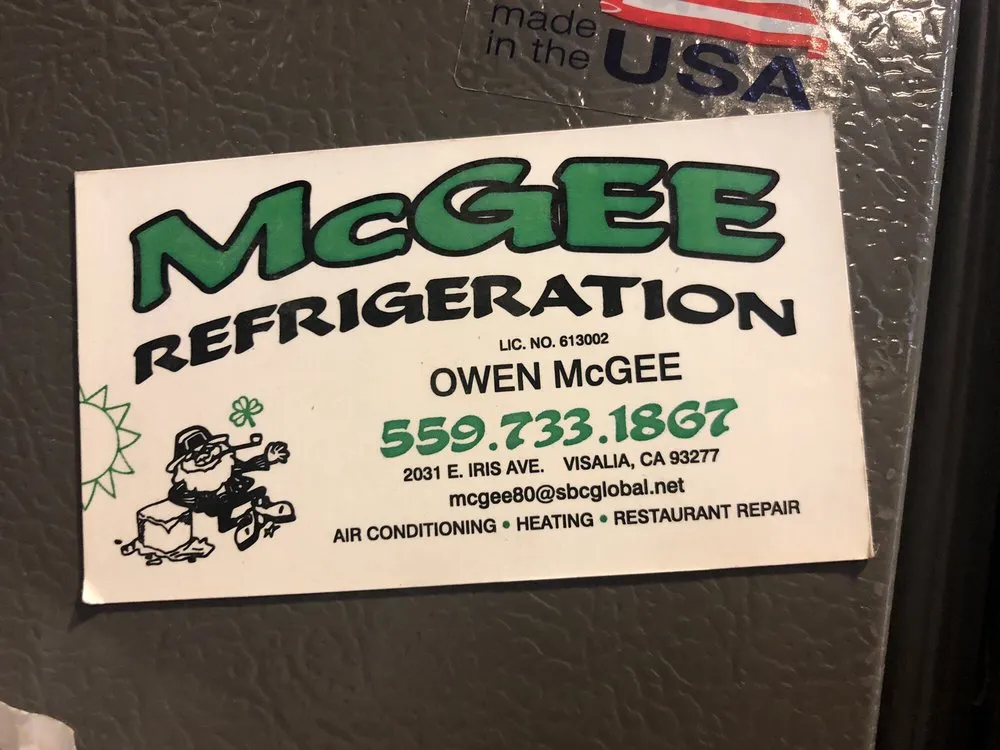 made
in the USA
McGEE
REFRIGERATION
LIC. NO. 613002
OWEN McGEE
559.733.1867
2031 E. IRIS AVE. VISALIA, CA 93277
mcgee80@sbcglobal.net
AIR CONDITIONING • HEATING • RESTAURANT REPAIR